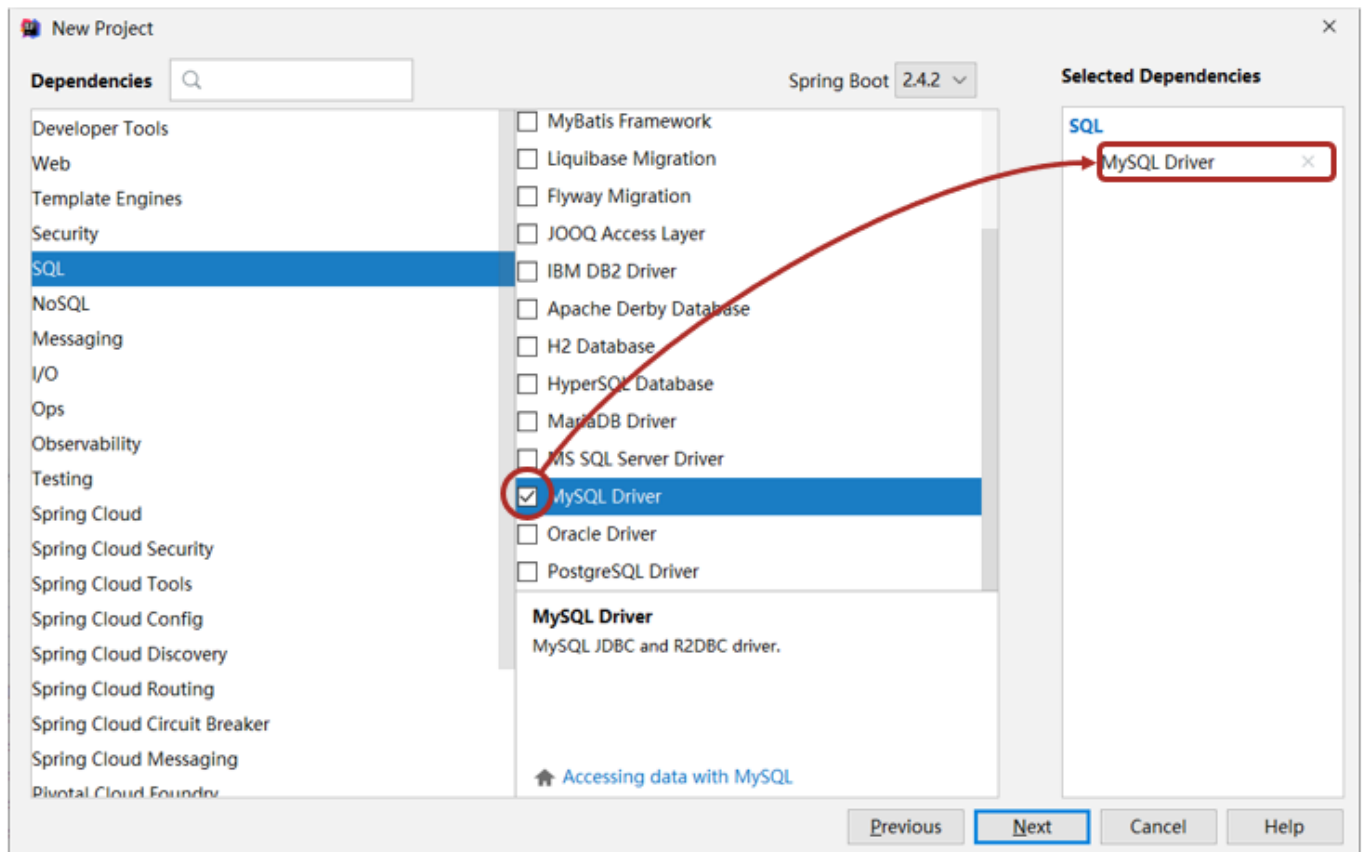 New Project
Dependencies
Spring Boot 2.4.2
Selected Dependencies
Developer Tools
Web
Template Engines
Security
SQL
NoSQL
Messaging
I/O
Ops
Observability
Testing
Spring Cloud
Spring Cloud Security
Spring Cloud Tools
Spring Cloud Config
Spring Cloud Discovery
Spring Cloud Routing
Spring Cloud Circuit Breaker
Spring Cloud Messaging
Pivotal Cloud Foundry
MyBatis Framework
Liquibase Migration
Flyway Migration
JOOQ Access Layer
IBM DB2 Driver
Apache Derby Database
H2 Database
HyperSQL Database
MariaDB Driver
MS SQL Server Driver
MySQL Driver
Oracle Driver
PostgreSQL Driver
MySQL Driver
MySQL JDBC and R2DBC driver.
Accessing data with MySQL
SQL
MySQL Driver
Previous
Next
Cancel
Help